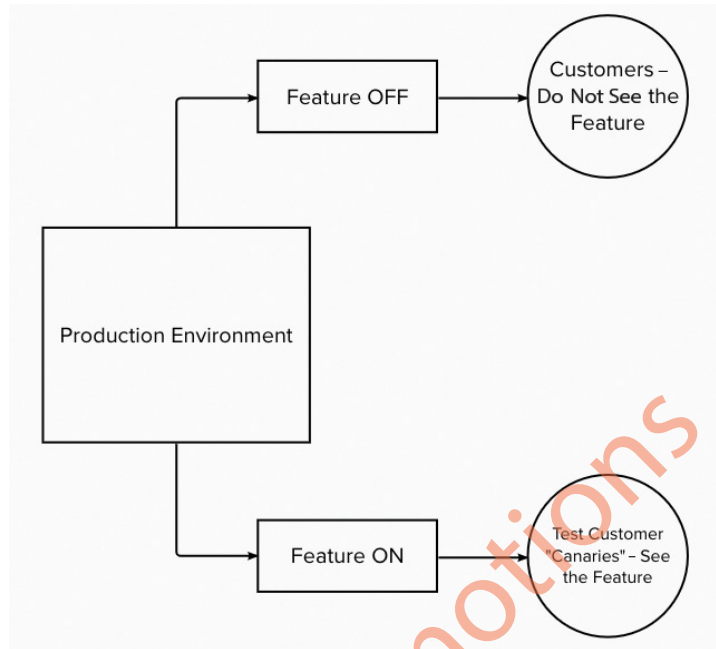 Feature OFF
Customers –
Do Not See the
Feature
Production Environment
Feature ON
Test Customer
"Canaries" – See
the Feature